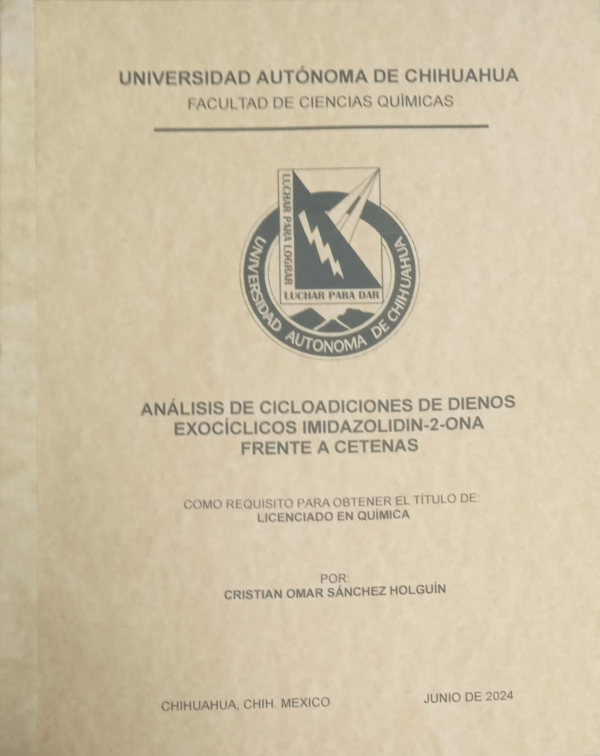 UNIVERSIDAD AUTÓNOMA DE CHIHUAHUA
FACULTAD DE CIENCIAS QUÍMICAS
LUCHAR PARA LOGRAR
LUCHAR PARA DAR
UNIVERSIDAD AUTONOMA DE CHIHUAHUA
ANÁLISIS DE CICLOADICIONES DE DIENOS
EXOCÍCLICOS IMIDAZOLIDIN-2-ONA
FRENTE A CETENAS
COMO REQUISITO PARA OBTENER EL TÍTULO DE:
LICENCIADO EN QUÍMICA
POR:
CRISTIAN OMAR SÁNCHEZ HOLGUÍN
CHIHUAHUA, CHIH. MEXICO
JUNIO DE 2024